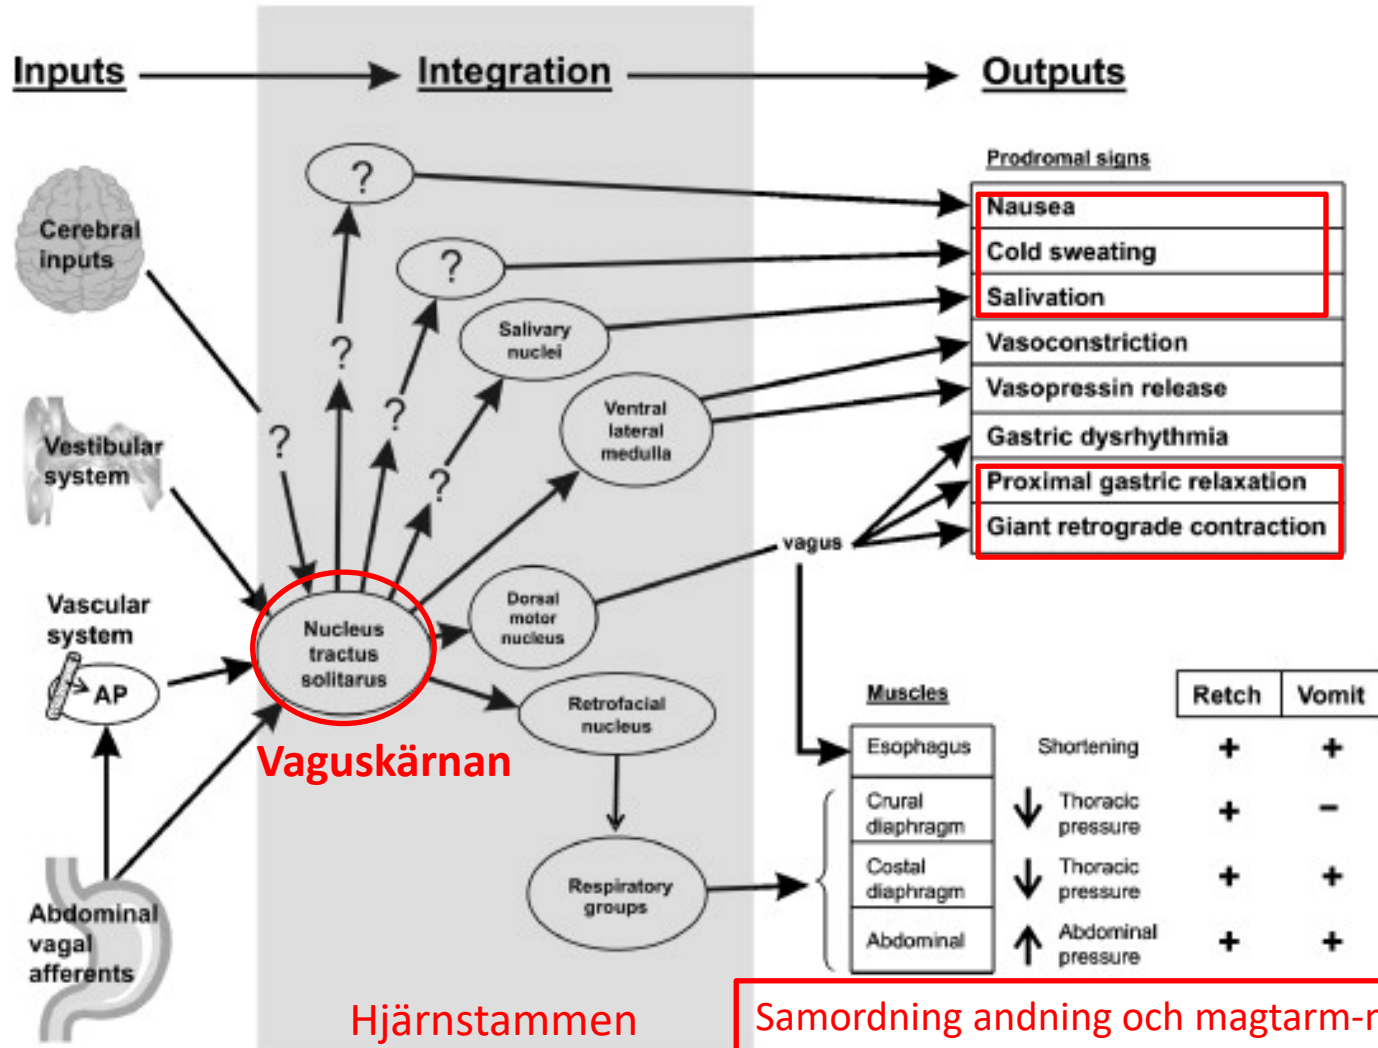 Inputs
Integration
Outputs
Prodromal signs
Nausea
Cold sweating
Salivation
Vasoconstriction
Vasopressin release
Gastric dysrhythmia
Proximal gastric relaxation
Giant retrograde contraction
Cerebral
inputs
Vestibular
system
Vascular
system
AP
Abdominal
vagal
afferents
?
?
?
?
?
?
Salivary
nuclei
Ventral
lateral
medulla
Nucleus
tractus
solitarus
Vaguskärnan
Dorsal
motor
nucleus
vagus
Retrofacial
nucleus
Respiratory
groups
Muscles
Retch
Vomit
Esophagus
Shortening
+
+
Crural
diaphragm
Thoracic
pressure
+
−
Costal
diaphragm
Thoracic
pressure
+
+
Abdominal
Abdominal
pressure
+
+
Hjärnstammen
Samordning andning och magtarm-